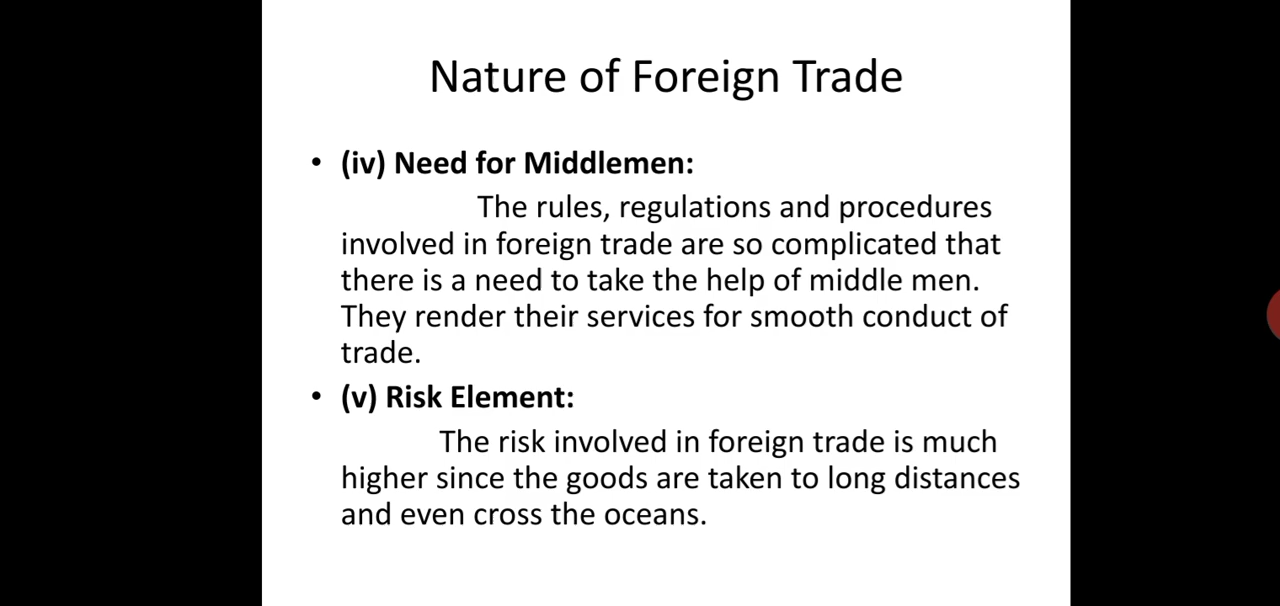 Nature of Foreign Trade
• (iv) Need for Middlemen:
The rules, regulations and procedures
involved in foreign trade are so complicated that
there is a need to take the help of middle men.
They render their services for smooth conduct of
trade.
• (v) Risk Element:
The risk involved in foreign trade is much
higher since the goods are taken to long distances
and even cross the oceans.